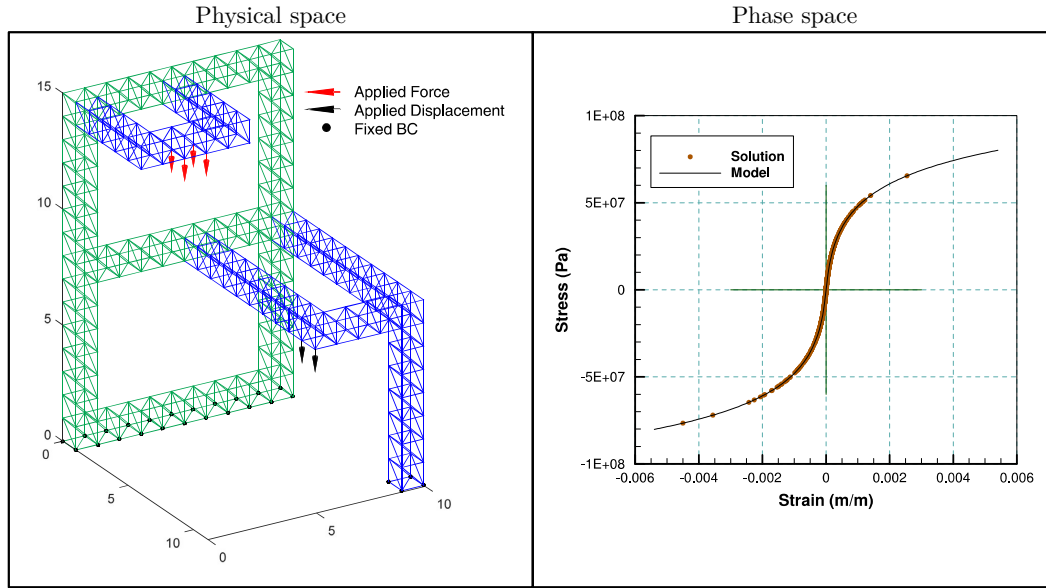 Physical space
Phase space
15
10
5
0
0
5
10
0
5
10
Applied Force
Applied Displacement
Fixed BC
1E+08
5E+07
0
-5E+07
-1E+08
Stress (Pa)
Solution
Model
-0.006
-0.004
-0.002
0
0.002
0.004
0.006
Strain (m/m)